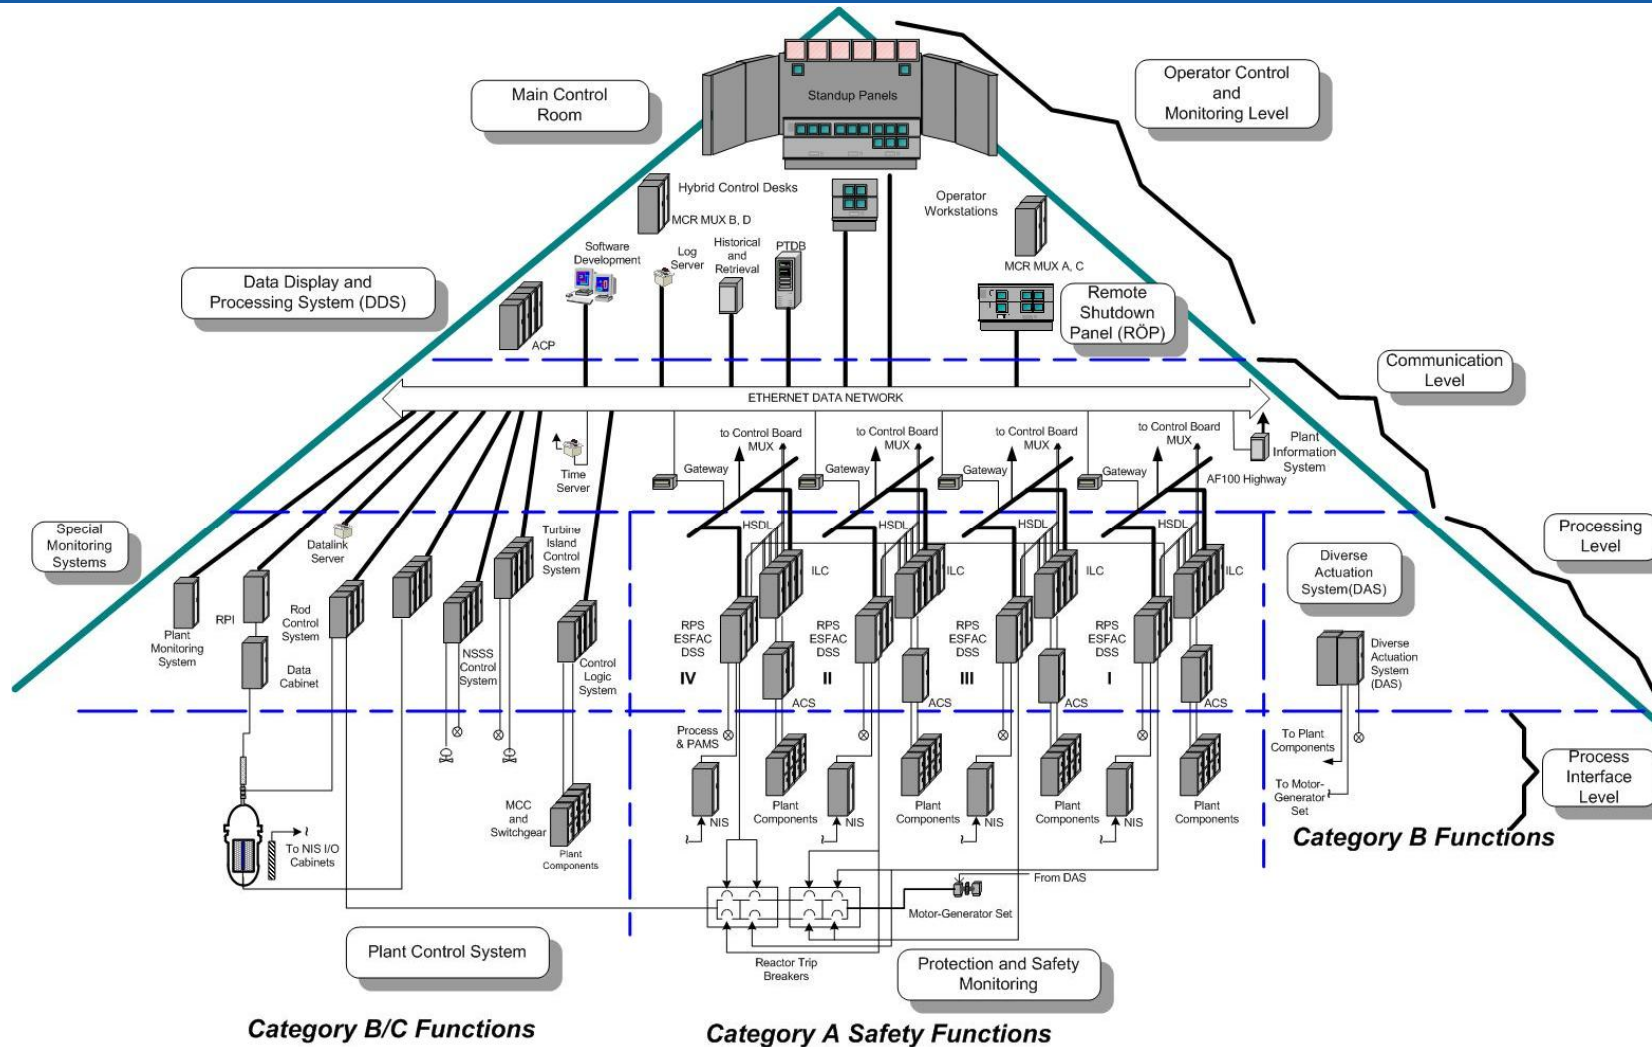 Main Control
Room
Standup Panels
Operator Control
and
Monitoring Level
Hybrid Control Desks
MCR MUX B, D
Operator
Workstations
MCR MUX A, C
Data Display and
Processing System (DDS)
Software
Development
Log
Server
Historical
and
Retrieval
PTDB
ACP
Remote
Shutdown
Panel (RÖP)
Communication
Level
ETHERNET DATA NETWORK
Time
Server
to Control Board
MUX
to Control Board
MUX
to Control Board
MUX
to Control Board
MUX
Gateway
Gateway
Gateway
Gateway
AF100 Highway
Plant
Information
System
Special
Monitoring
Systems
Processing
Level
Datalink
Server
Turbine
Island
Control
System
HSDL
HSDL
HSDL
HSDL
ILC
ILC
ILC
ILC
Diverse
Actuation
System(DAS)
Plant
Monitoring
System
RPI
Rod
Control
System
Data
Cabinet
NSSS
Control
System
Control
Logic
System
RPS
ESFAC
DSS
IV
RPS
ESFAC
DSS
II
RPS
ESFAC
DSS
III
RPS
ESFAC
DSS
I
Diverse
Actuation
System
(DAS)
ACS
ACS
ACS
ACS
Process
& PAMS
To Plant
Components
To Motor-
Generator
Set
Process
Interface
Level
MCC
and
Switchgear
Plant
Components
NIS
Plant
Components
NIS
Plant
Components
NIS
Plant
Components
NIS
Plant
Components
To NIS I/O
Cabinets
Category B Functions
From DAS
Motor-Generator Set
Reactor Trip
Breakers
Plant Control System
Protection and Safety
Monitoring
Category B/C Functions
Category A Safety Functions